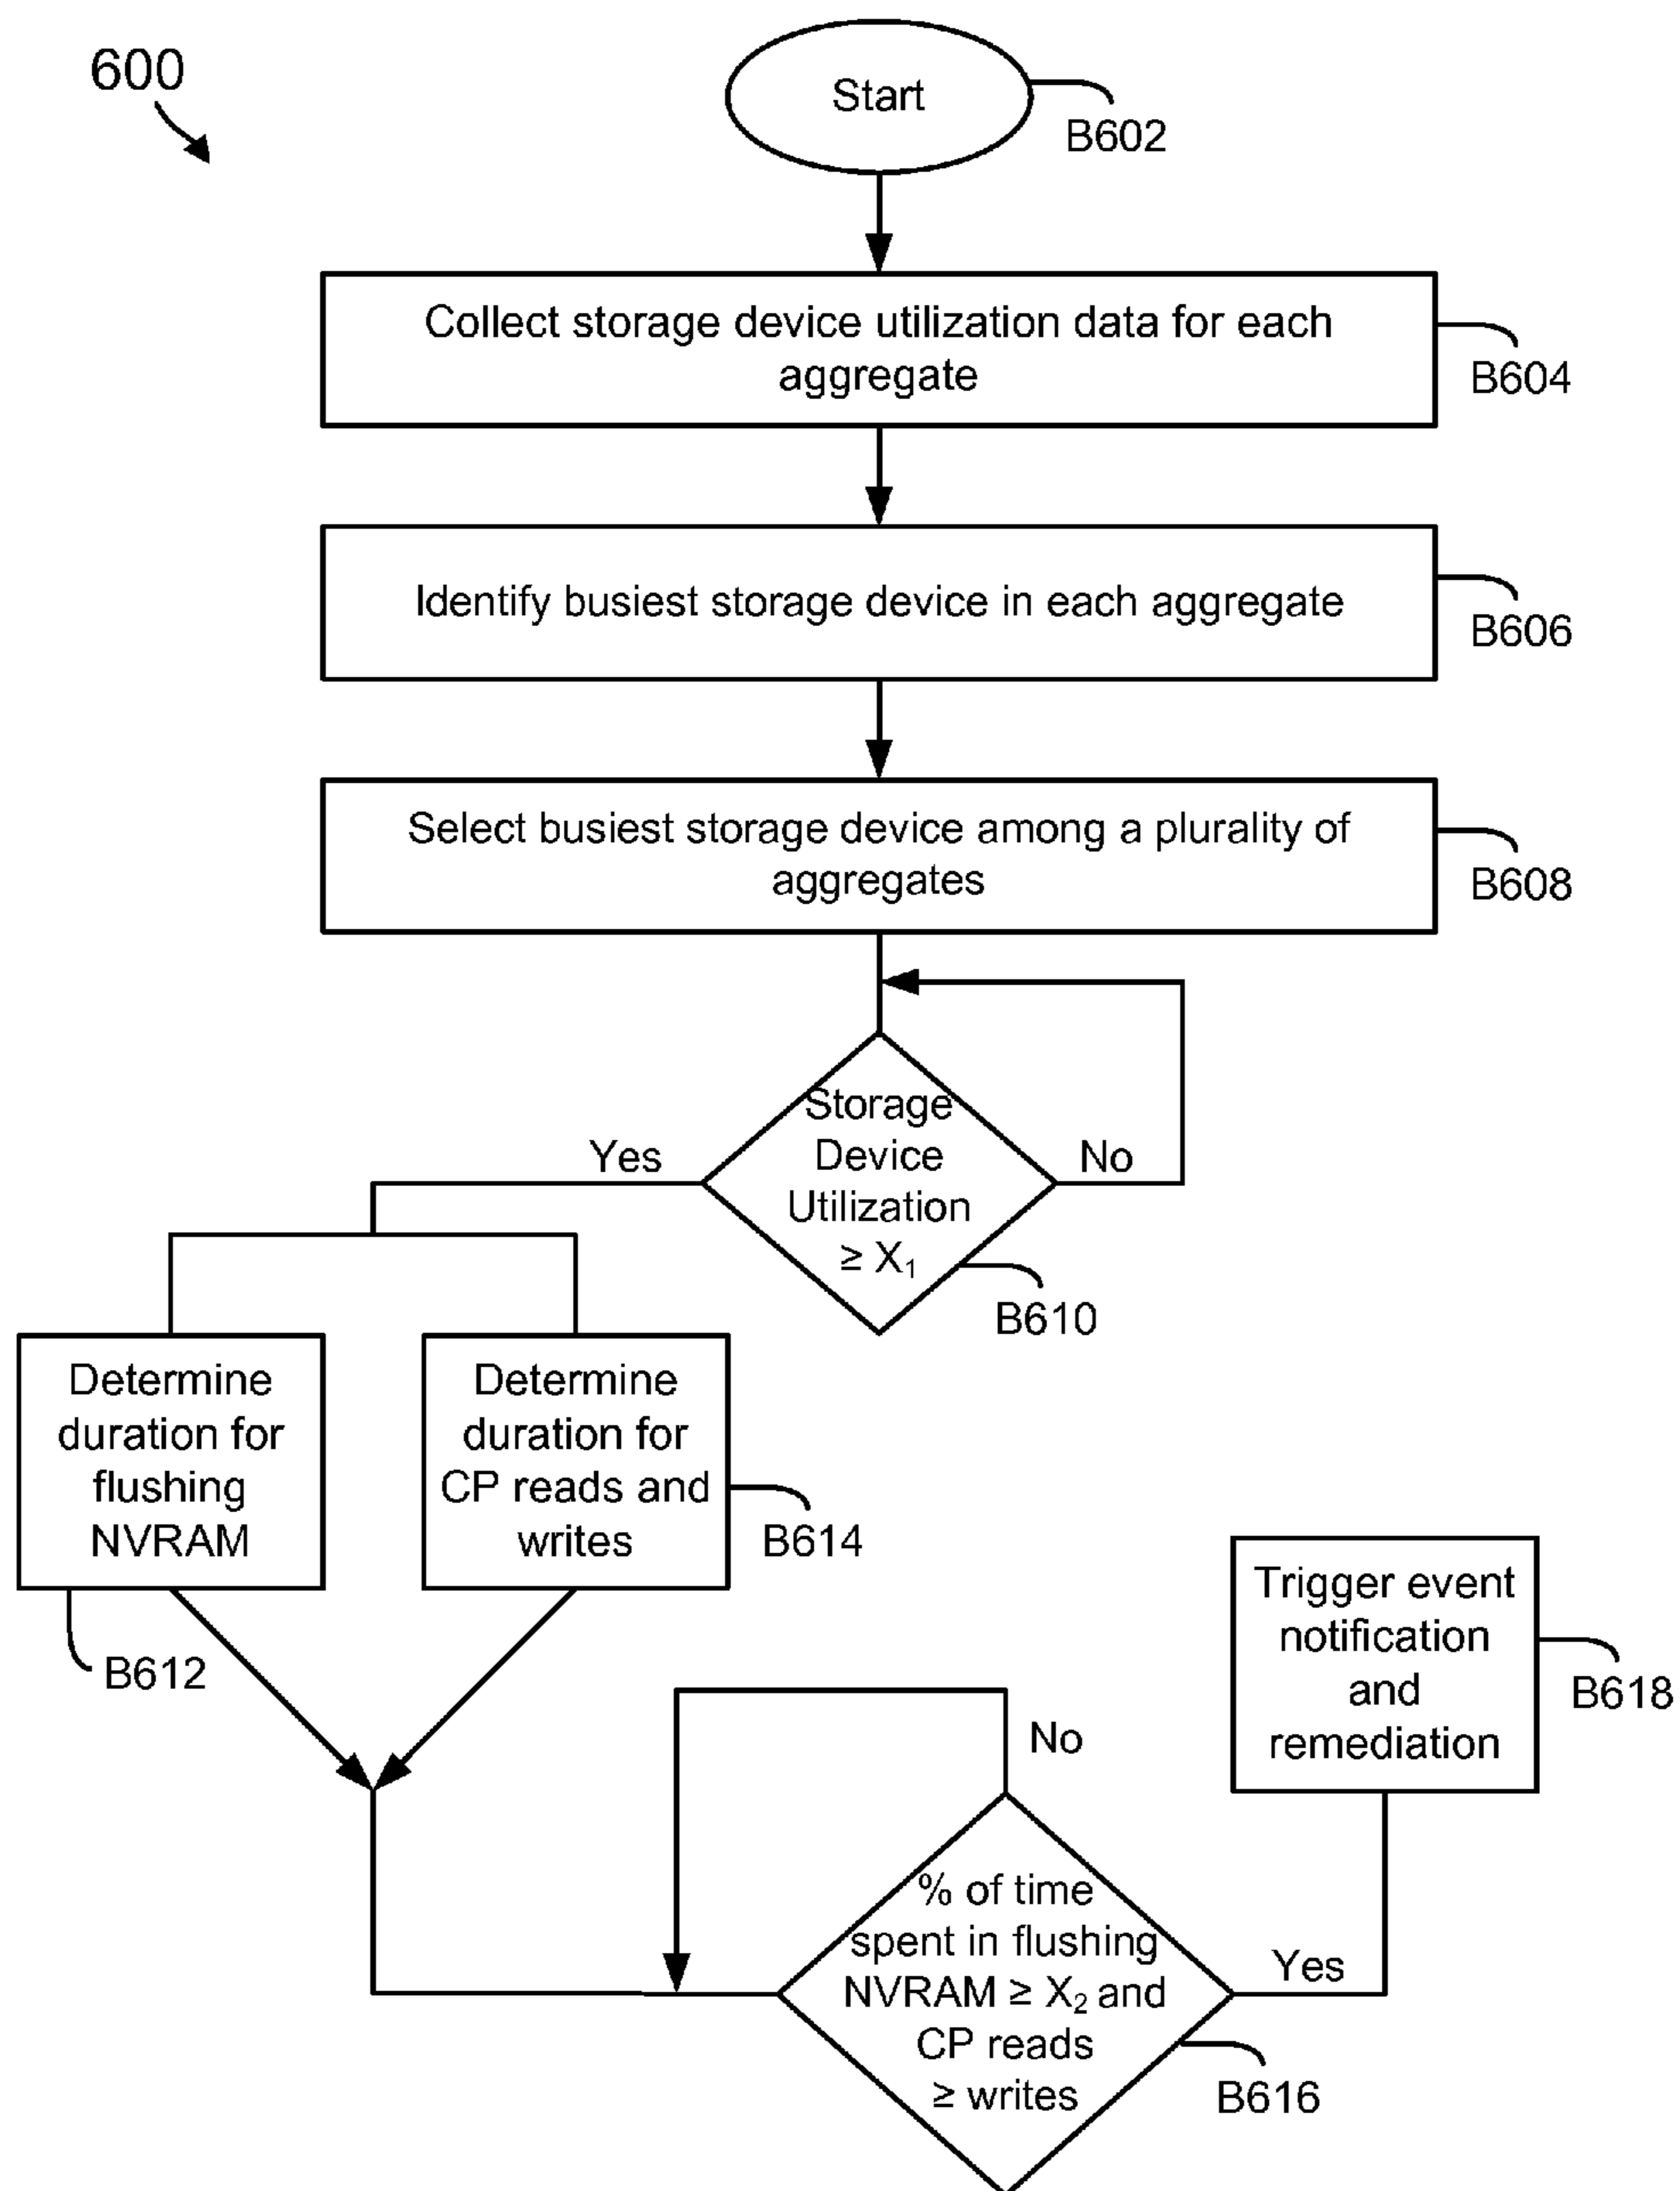 600
Start
B602
Collect storage device utilization data for each
aggregate
B604
Identify busiest storage device in each aggregate
B606
Select busiest storage device among a plurality of
aggregates
B608
Storage
Device
Utilization
≥ X₁
Yes
No
B610
Determine
duration for
flushing
NVRAM
B612
Determine
duration for
CP reads and
writes
B614
Trigger event
notification
and
remediation
B618
No
% of time
spent in flushing
NVRAM ≥ X₂ and
CP reads
≥ writes
Yes
B616